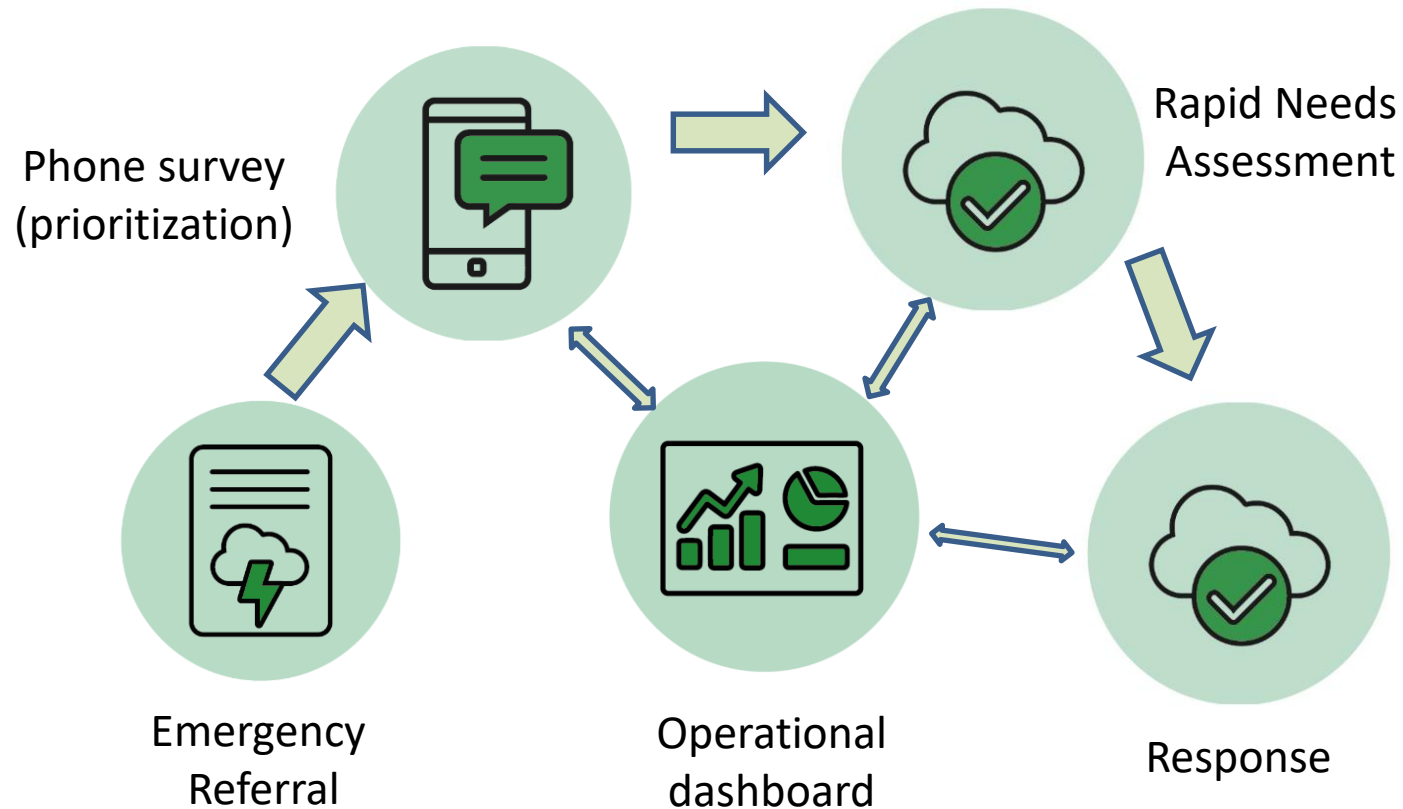 Phone survey
(prioritization)
Rapid Needs
Assessment
Emergency
Referral
Operational
dashboard
Response